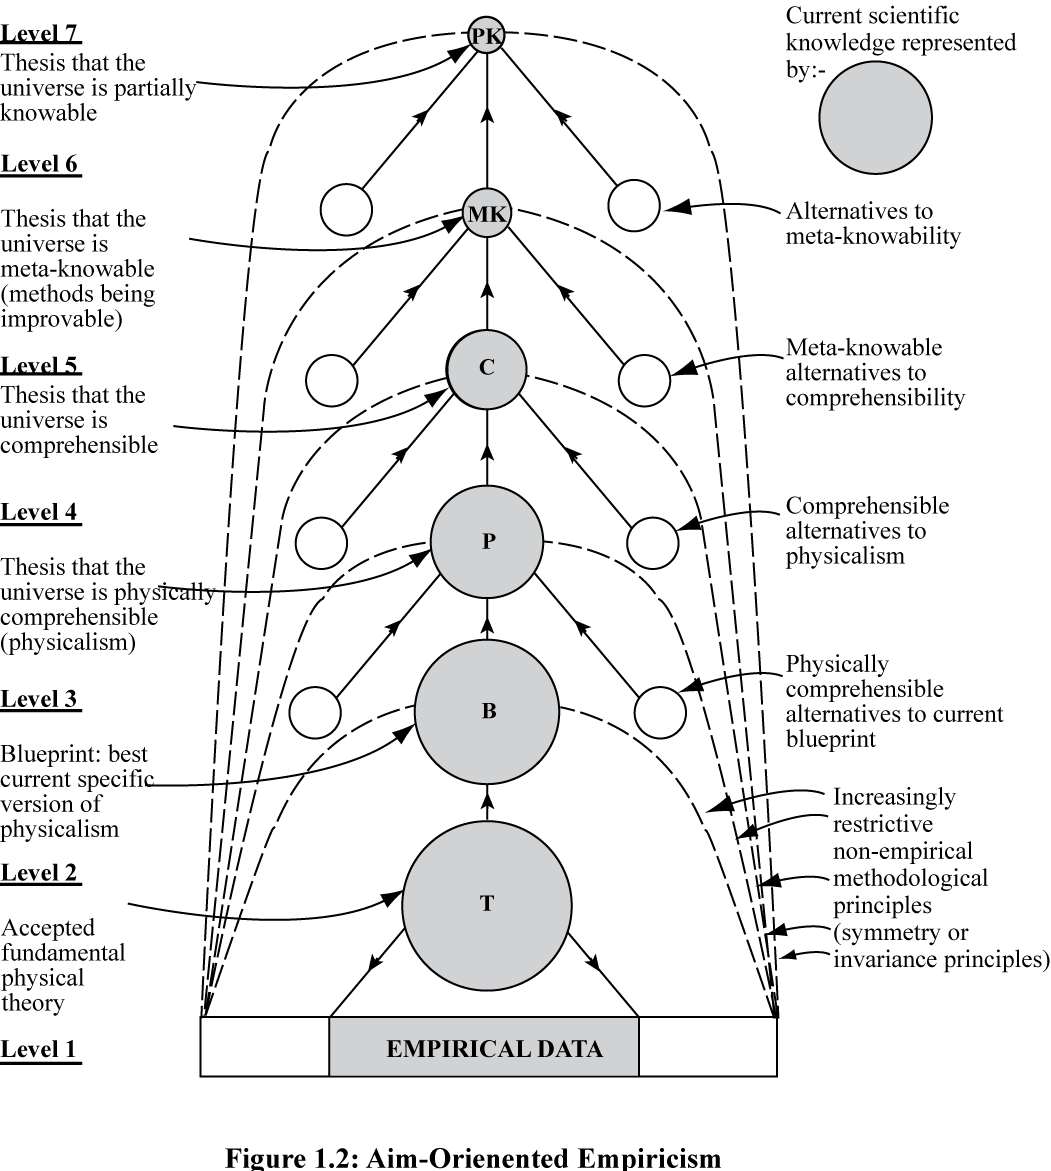 Level 7
Thesis that the
universe is partially
knowable
Level 6
Thesis that the
universe is
meta-knowable
(methods being
improvable)
Level 5
Thesis that the
universe is
comprehensible
Level 4
Thesis that the
universe is physically
comprehensible
(physicalism)
Level 3
Blueprint: best
current specific
version of
physicalism
Level 2
Accepted
fundamental
physical
theory
Level 1
PK
MK
C
P
B
T
EMPIRICAL DATA
Current scientific
knowledge represented
by:-
Alternatives to
meta-knowability
Meta-knowable
alternatives to
comprehensibility
Comprehensible
alternatives to
physicalism
Physically
comprehensible
alternatives to current
blueprint
Increasingly
restrictive
non-empirical
methodological
principles
(symmetry or
invariance principles)
Figure 1.2: Aim-Orienented Empiricism